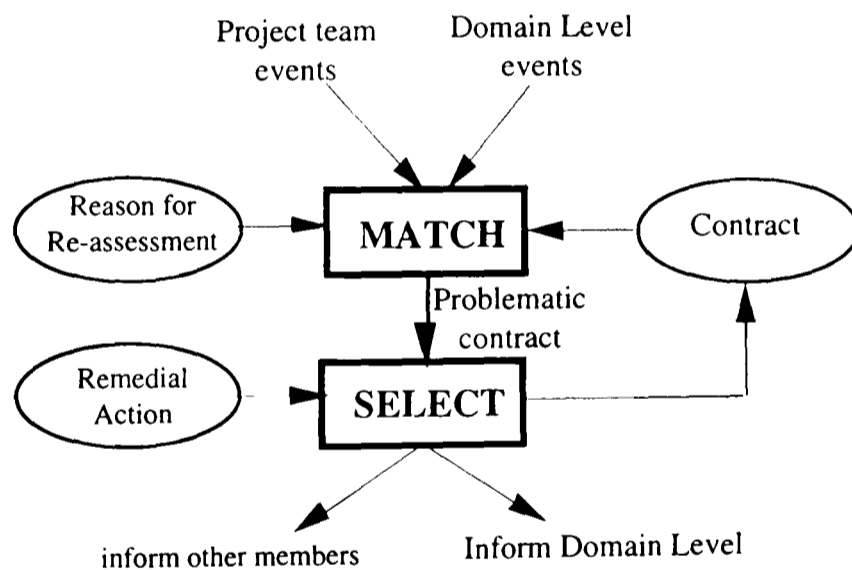 Project team
events
Domain Level
events
Reason for
Re-assessment
MATCH
Contract
Problematic
contract
Remedial
Action
SELECT
inform other members
Inform Domain Level